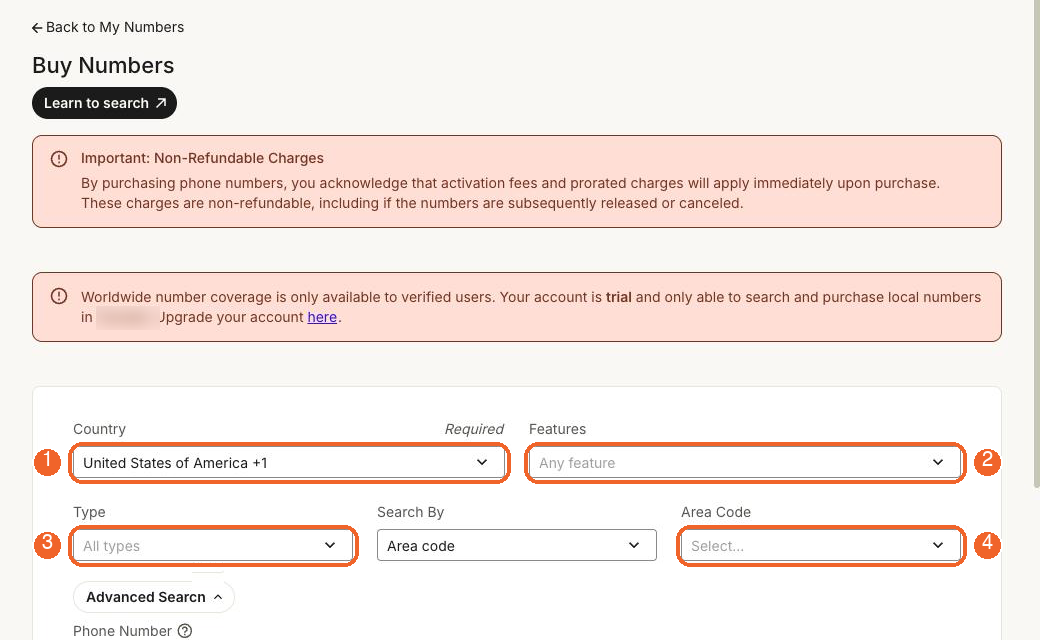 Back to My Numbers
Buy Numbers
Learn to search
Important: Non-Refundable Charges
By purchasing phone numbers, you acknowledge that activation fees and prorated charges will apply immediately upon purchase.
These charges are non-refundable, including if the numbers are subsequently released or canceled.
Worldwide number coverage is only available to verified users. Your account is trial and only able to search and purchase local numbers
in Upgrade your account here.
Country Required Features
1 United States of America +1 Any feature 2
Type Search By Area Code
3 All types Area code Select... 4
Advanced Search
Phone Number ?